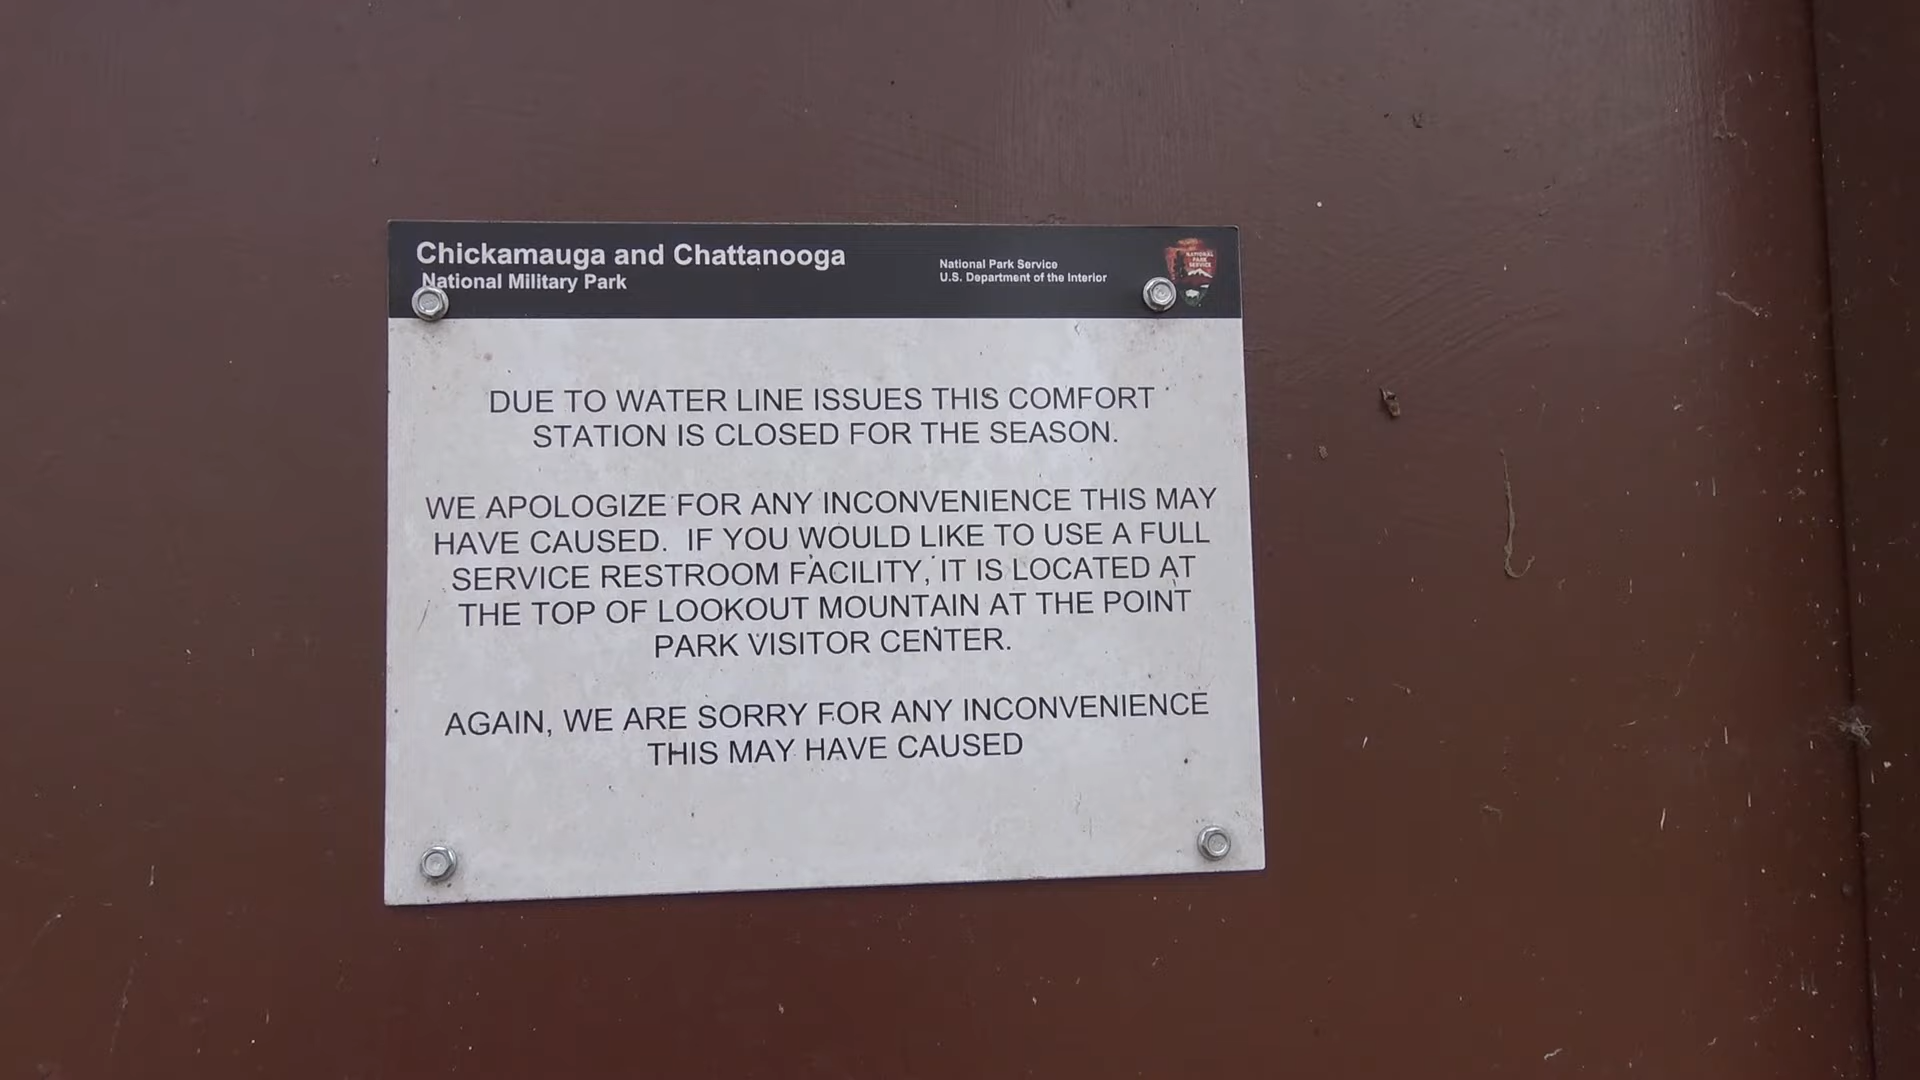 Chickamauga and Chattanooga
National Military Park
National Park Service
U.S. Department of the Interior
NATIONAL
PARK
SERVICE
DUE TO WATER LINE ISSUES THIS COMFORT
STATION IS CLOSED FOR THE SEASON.
WE APOLOGIZE FOR ANY INCONVENIENCE THIS MAY
HAVE CAUSED. IF YOU WOULD LIKE TO USE A FULL
SERVICE RESTROOM FACILITY, IT IS LOCATED AT
THE TOP OF LOOKOUT MOUNTAIN AT THE POINT
PARK VISITOR CENTER.
AGAIN, WE ARE SORRY FOR ANY INCONVENIENCE
THIS MAY HAVE CAUSED